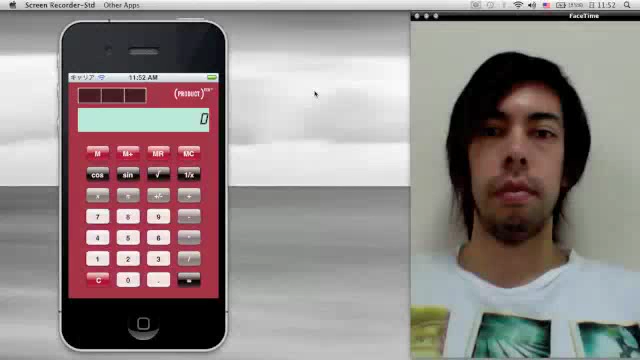 Screen Recorder-Std Other Apps
11:52
FaceTime
キャリア 11:52 AM
(PRODUCT)
0
M M+ MR MC
cos sin √ 1/x
+/- +
7 8 9 -
4 5 6
1 2 3 /
C 0 . =